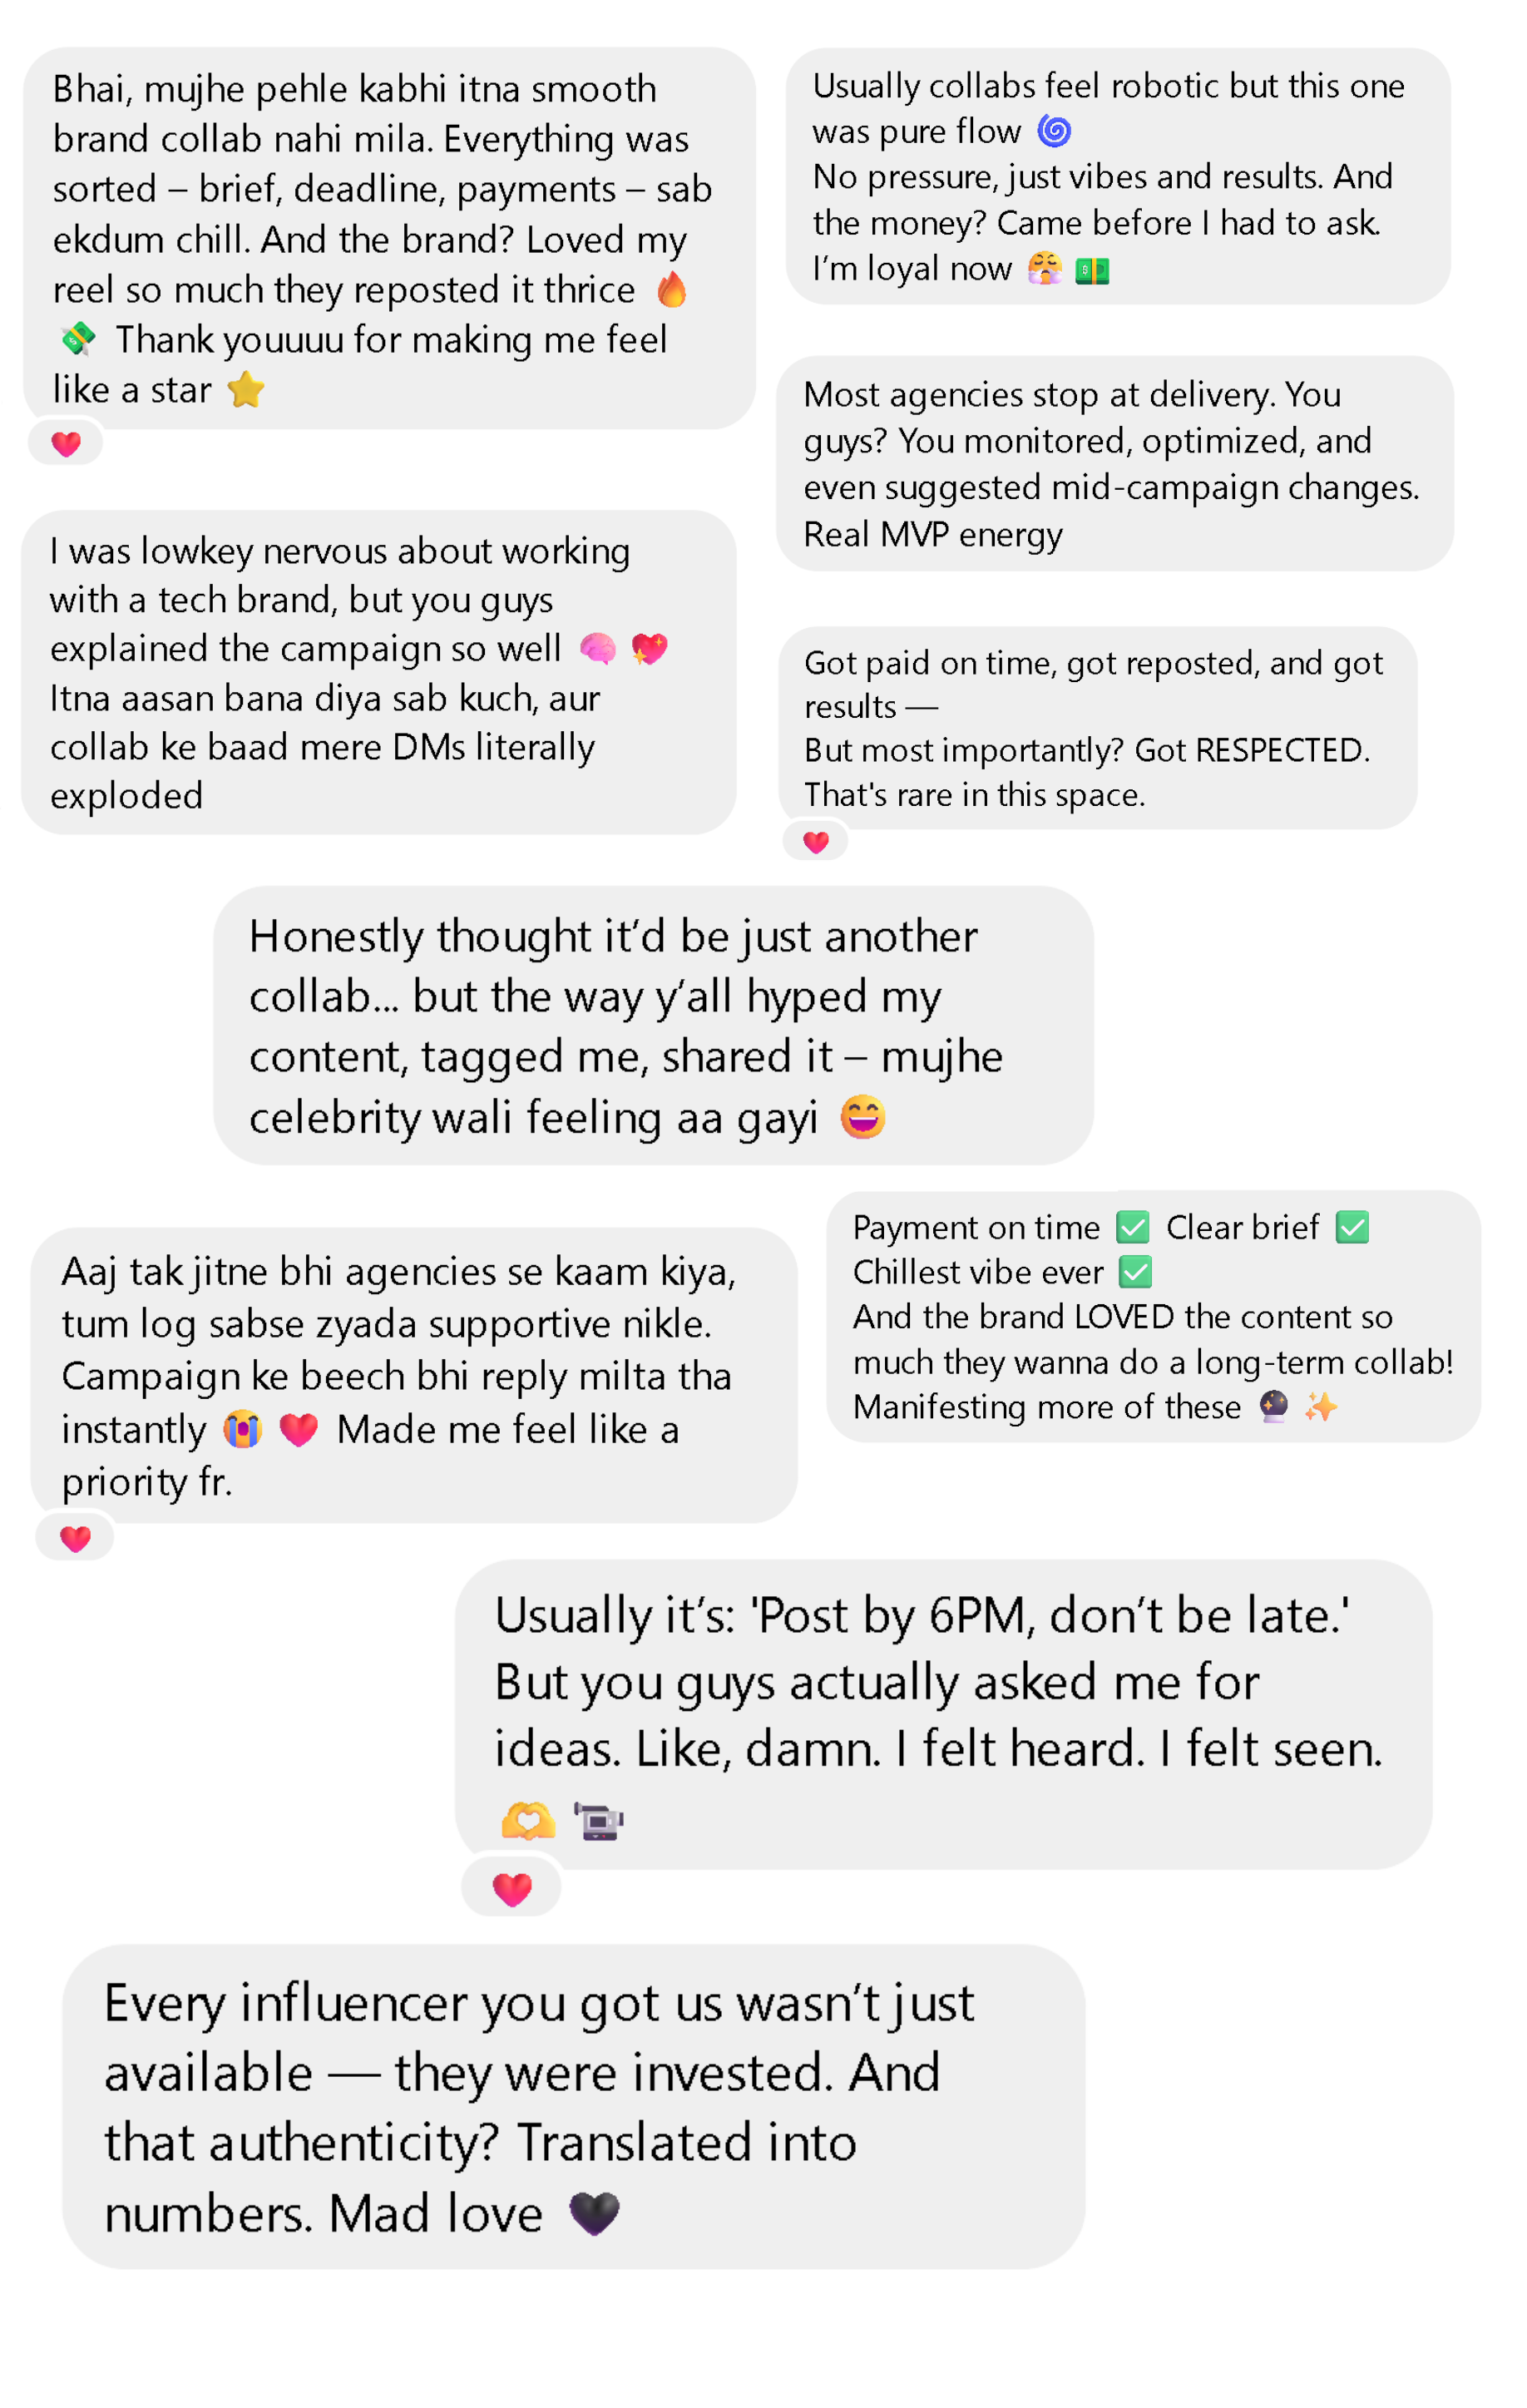 Bhai, mujhe pehle kabhi itna smooth
brand collab nahi mila. Everything was
sorted – brief, deadline, payments – sab
ekdum chill. And the brand? Loved my
reel so much they reposted it thrice 🔥
💸 Thank youuuu for making me feel
like a star ⭐
❤️
I was lowkey nervous about working
with a tech brand, but you guys
explained the campaign so well 🧠 💖
Itna aasan bana diya sab kuch, aur
collab ke baad mere DMs literally
exploded
Usually collabs feel robotic but this one
was pure flow 🌀
No pressure, just vibes and results. And
the money? Came before I had to ask.
I’m loyal now 😤 💵
Most agencies stop at delivery. You
guys? You monitored, optimized, and
even suggested mid-campaign changes.
Real MVP energy
Got paid on time, got reposted, and got
results —
But most importantly? Got RESPECTED.
That's rare in this space.
❤️
Honestly thought it’d be just another
collab... but the way y’all hyped my
content, tagged me, shared it – mujhe
celebrity wali feeling aa gayi 😄
Aaj tak jitne bhi agencies se kaam kiya,
tum log sabse zyada supportive nikle.
Campaign ke beech bhi reply milta tha
instantly 😭 ❤️ Made me feel like a
priority fr.
❤️
Payment on time ✅ Clear brief ✅
Chillest vibe ever ✅
And the brand LOVED the content so
much they wanna do a long-term collab!
Manifesting more of these 🔮 ✨
Usually it’s: 'Post by 6PM, don’t be late.'
But you guys actually asked me for
ideas. Like, damn. I felt heard. I felt seen.
🫶 📹
❤️
Every influencer you got us wasn’t just
available — they were invested. And
that authenticity? Translated into
numbers. Mad love 🖤